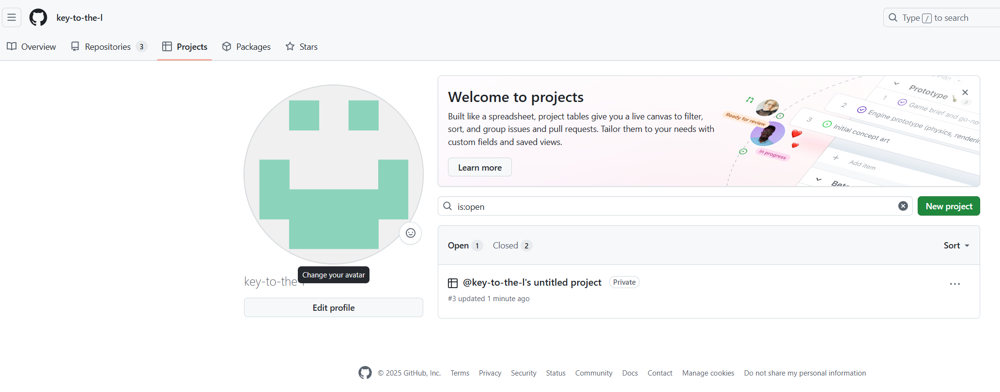 key-to-the-l
Type / to search
Overview
Repositories 3
Projects
Packages
Stars
Change your avatar
key-to-the-l
Edit profile
Welcome to projects
Built like a spreadsheet, project tables give you a live canvas to filter,
sort, and group issues and pull requests. Tailor them to your needs with
custom fields and saved views.
Learn more
Ready for review
In progress
Plan
Prototype 3
1 Game brief and go-no
2 Engine prototype (physics, renderin
3 Initial concept art
+ Add item
Beta
is:open
New project
Open 1
Closed 2
Sort
@key-to-the-l's untitled project Private
#3 updated 1 minute ago
...
© 2025 GitHub, Inc.
Terms
Privacy
Security
Status
Community
Docs
Contact
Manage cookies
Do not share my personal information